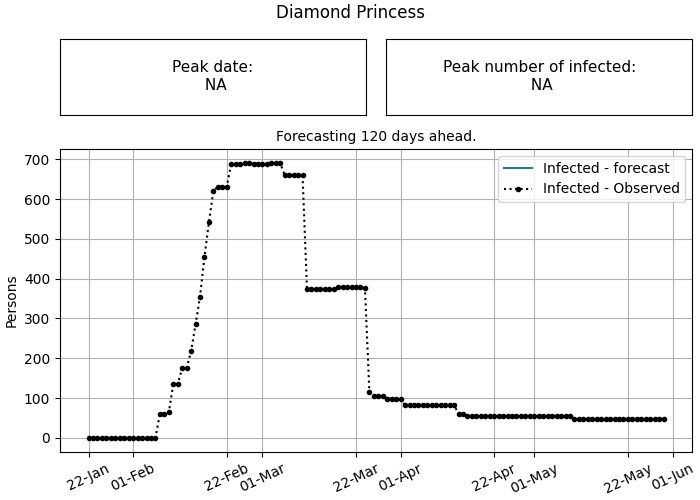 Diamond Princess
Peak date:
NA
Peak number of infected:
NA
Forecasting 120 days ahead.
Infected - forecast
Infected - Observed
Persons
700
600
500
400
300
200
100
0
22-Jan
01-Feb
22-Feb
01-Mar
22-Mar
01-Apr
22-Apr
01-May
22-May
01-Jun